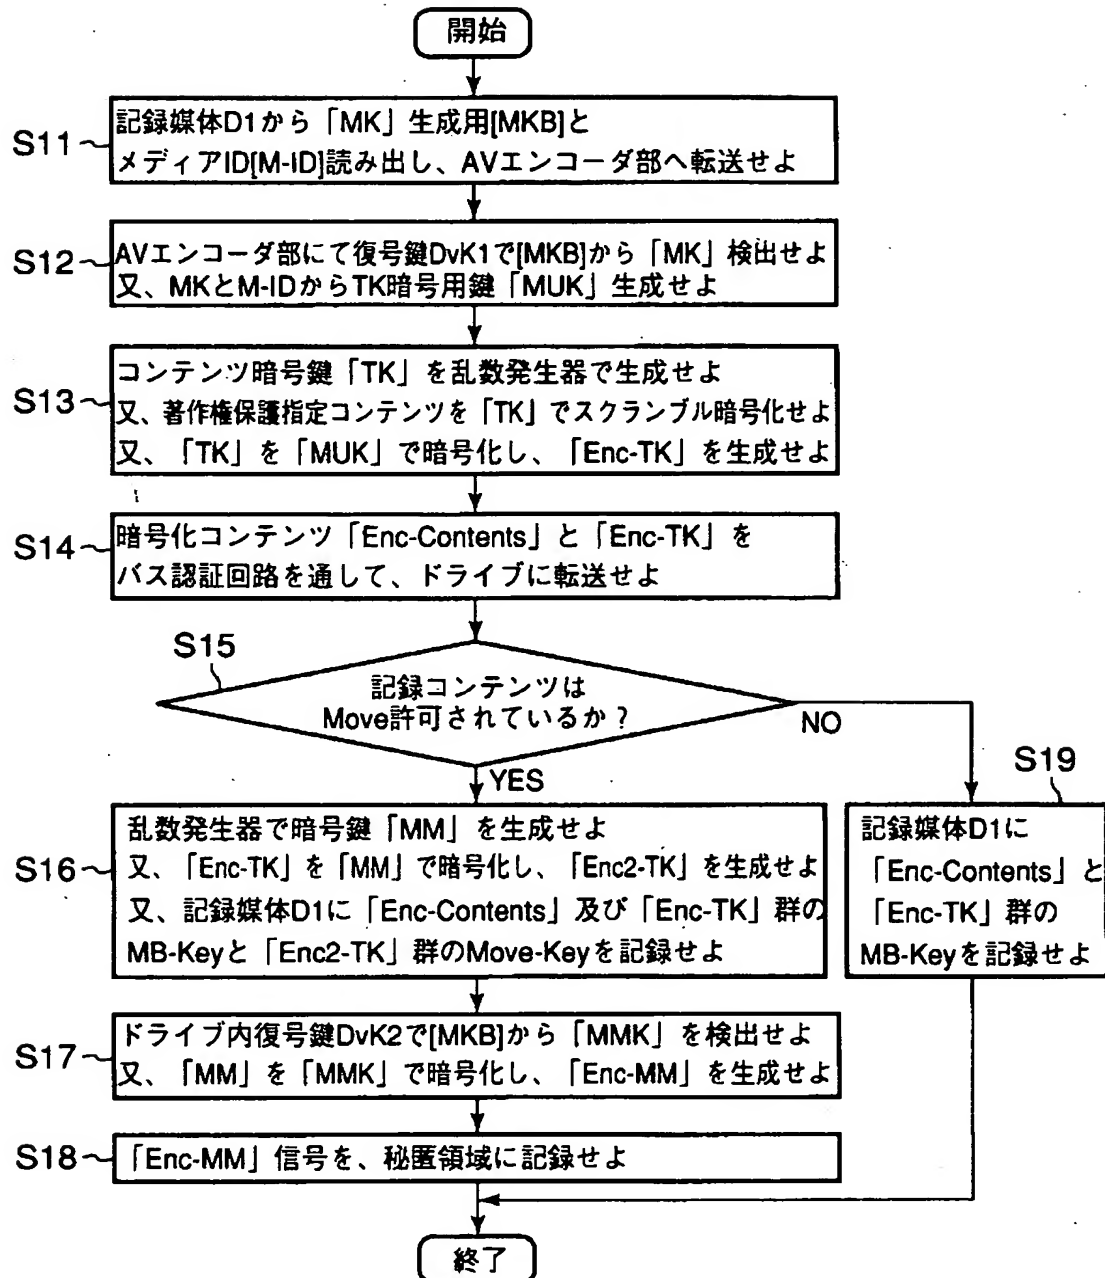 開始
S11
記録媒体D1から「MK」生成用[MKB]と
メディアID[M-ID]読み出し、AVエンコーダ部へ転送せよ
S12
AVエンコーダ部にて復号鍵DvK1で[MKB]から「MK」検出せよ
又、MKとM-IDからTK暗号用鍵「MUK」生成せよ
S13
コンテンツ暗号鍵「TK」を乱数発生器で生成せよ
又、著作権保護指定コンテンツを「TK」でスクランブル暗号化せよ
又、「TK」を「MUK」で暗号化し、「Enc-TK」を生成せよ
S14
暗号化コンテンツ「Enc-Contents」と「Enc-TK」を
バス認証回路を通して、ドライブに転送せよ
S15
記録コンテンツは
Move許可されているか?
NO
YES
S16
乱数発生器で暗号鍵「MM」を生成せよ
又、「Enc-TK」を「MM」で暗号化し、「Enc2-TK」を生成せよ
又、記録媒体D1に「Enc-Contents」及び「Enc-TK」群の
MB-Keyと「Enc2-TK」群のMove-Keyを記録せよ
S19
記録媒体D1に
「Enc-Contents」と
「Enc-TK」群の
MB-Keyを記録せよ
S17
ドライブ内復号鍵DvK2で[MKB]から「MMK」を検出せよ
又、「MM」を「MMK」で暗号化し、「Enc-MM」を生成せよ
S18
「Enc-MM」信号を、秘匿領域に記録せよ
終了